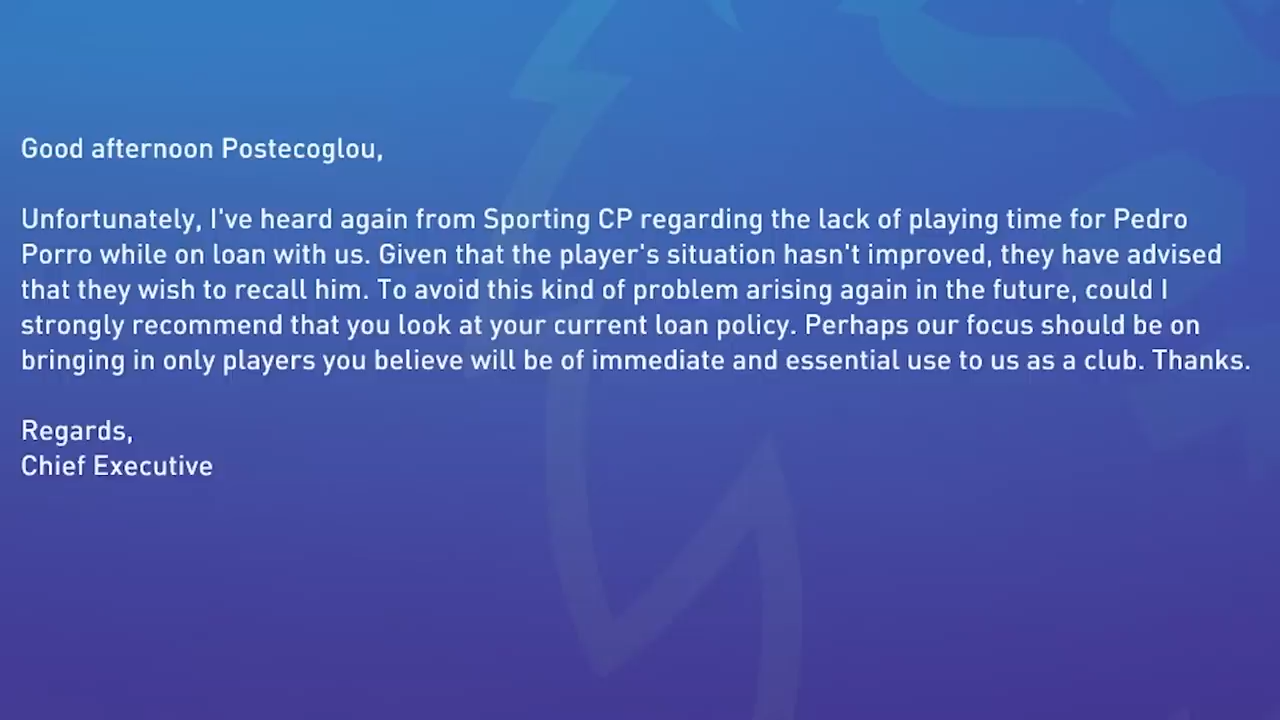 Good afternoon Postecoglou,
Unfortunately, I've heard again from Sporting CP regarding the lack of playing time for Pedro
Porro while on loan with us. Given that the player's situation hasn't improved, they have advised
that they wish to recall him. To avoid this kind of problem arising again in the future, could I
strongly recommend that you look at your current loan policy. Perhaps our focus should be on
bringing in only players you believe will be of immediate and essential use to us as a club. Thanks.
Regards,
Chief Executive